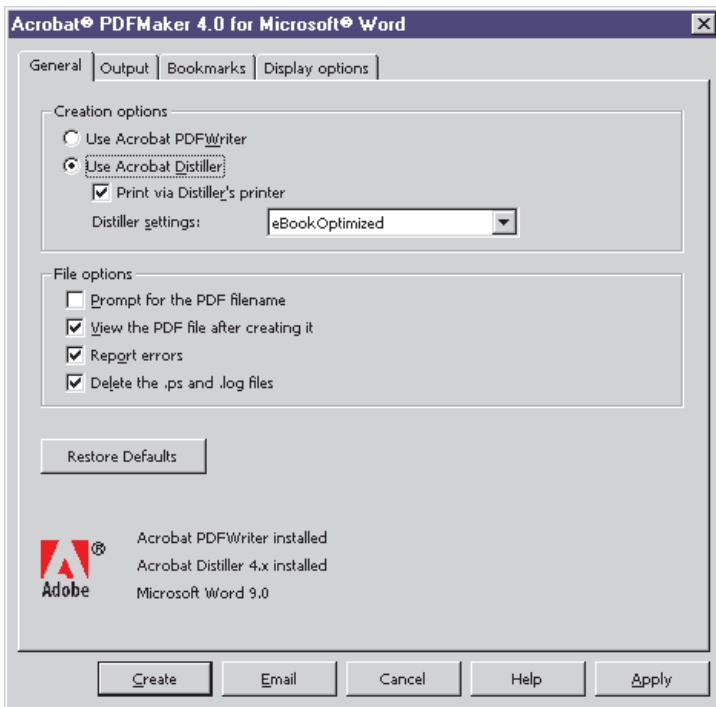 Acrobat® PDFMaker 4.0 for Microsoft® Word
General Output Bookmarks Display options
Creation options
Use Acrobat PDFWriter
Use Acrobat Distiller
Print via Distiller's printer
Distiller settings: eBookOptimized
File options
Prompt for the PDF filename
View the PDF file after creating it
Report errors
Delete the .ps and .log files
Restore Defaults
Acrobat PDFWriter installed
Acrobat Distiller 4.x installed
Microsoft Word 9.0
® Adobe
Create Email Cancel Help Apply